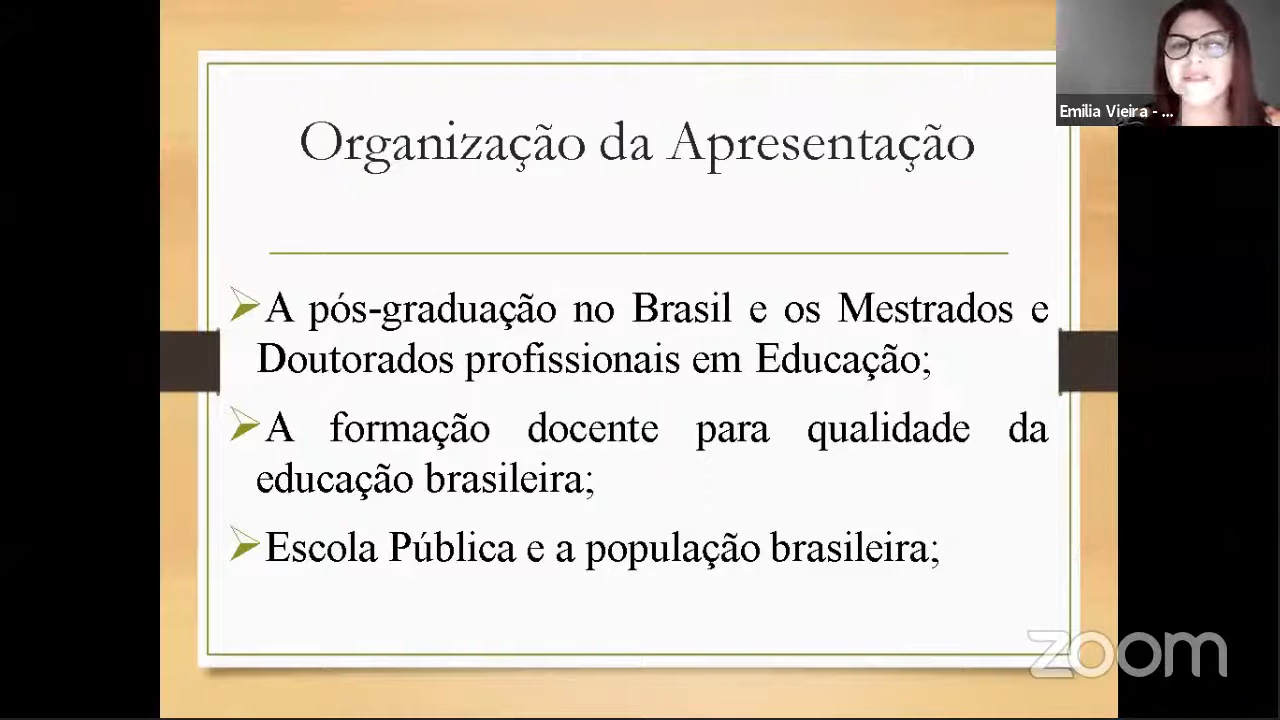 Organização da Apresentação
Emilia Vieira - ...
A pós-graduação no Brasil e os Mestrados e
Doutorados profissionais em Educação;
A formação docente para qualidade da
educação brasileira;
Escola Pública e a população brasileira;
zoom